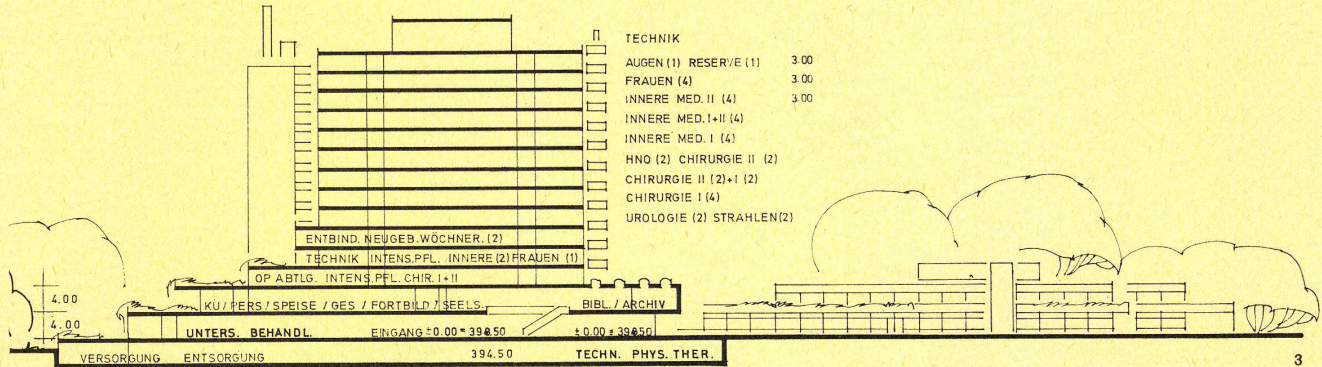 TECHNIK
AUGEN (1) RESERVE (1) 3.00
FRAUEN (4) 3.00
INNERE MED. II (4) 3.00
INNERE MED. I+II (4)
INNERE MED. I (4)
HNO (2) CHIRURGIE II (2)
CHIRURGIE II (2)+I (2)
CHIRURGIE I (4)
UROLOGIE (2) STRAHLEN (2)
ENTBIND. NEUGEB. WÖCHNER. (2)
TECHNIK INTENS.PFL. INNERE (2) FRAUEN (1)
OP ABTLG. INTENS.PFL. CHIR. I+II
4.00 KÜ / PERS / SPEISE / GES / FORTBILD / SEELS. BIBL. / ARCHIV
4.00 UNTERS. BEHANDL. EINGANG ±0.00 = 398.50 ±0.00 = 398.50
VERSORGUNG ENTSORGUNG 394.50 TECHN. PHYS. THER.
3